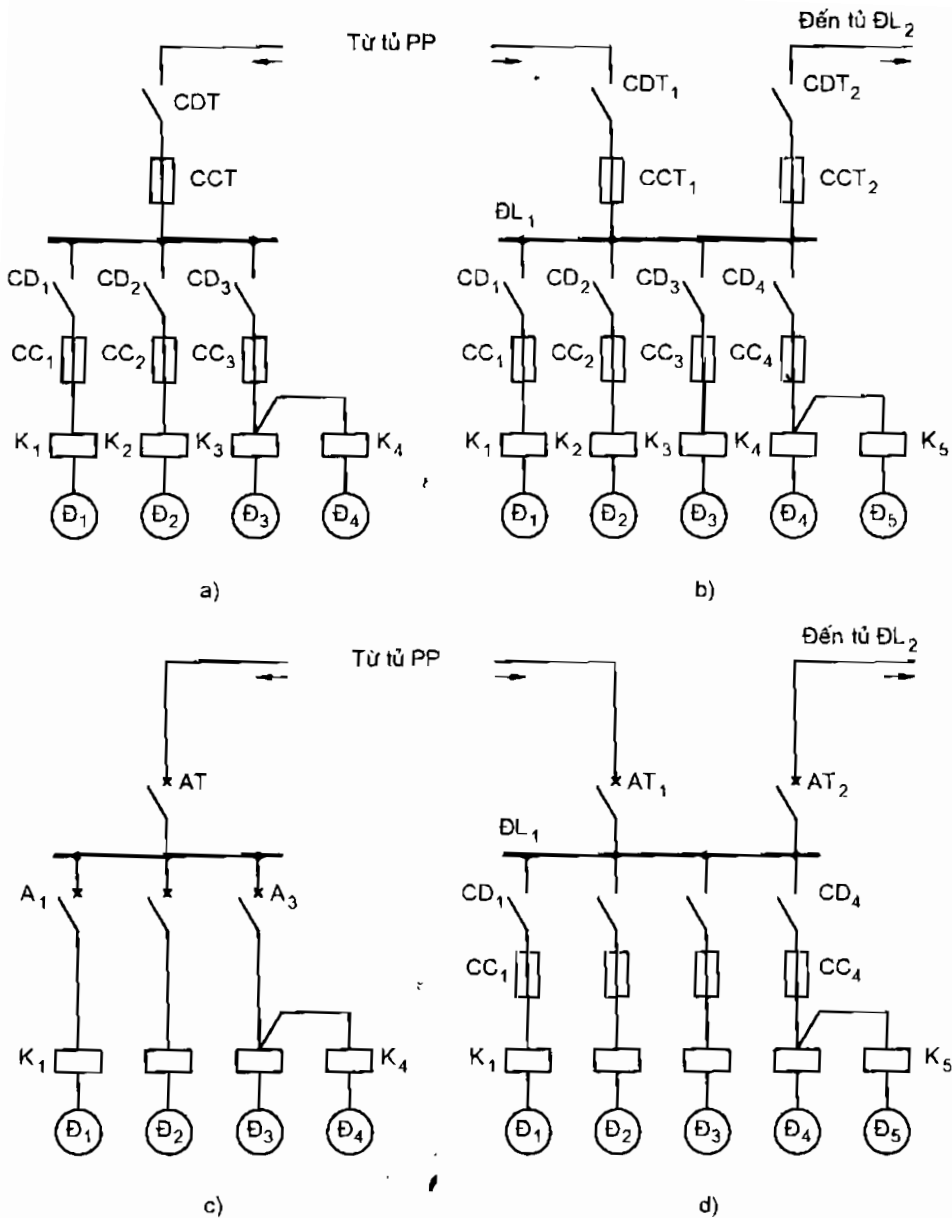 Từ tủ PP
Đến tủ ĐL₂
CDT
CDT₁
CDT₂
CCT
CCT₁
CCT₂
ĐL₁
CD₁ CD₂ CD₃
CD₁ CD₂ CD₃ CD₄
CC₁ CC₂ CC₃
CC₁ CC₂ CC₃ CC₄
K₁ K₂ K₃ K₄
K₁ K₂ K₃ K₄ K₅
Đ₁ Đ₂ Đ₃ Đ₄
Đ₁ Đ₂ Đ₃ Đ₄ Đ₅
a)
b)
Từ tủ PP
Đến tủ ĐL₂
AT
AT₁
AT₂
ĐL₁
A₁ A₃
CD₁ CD₄
CC₁ CC₄
K₁ K₄
K₁ K₅
Đ₁ Đ₂ Đ₃ Đ₄
Đ₁ Đ₂ Đ₃ Đ₄ Đ₅
c)
d)